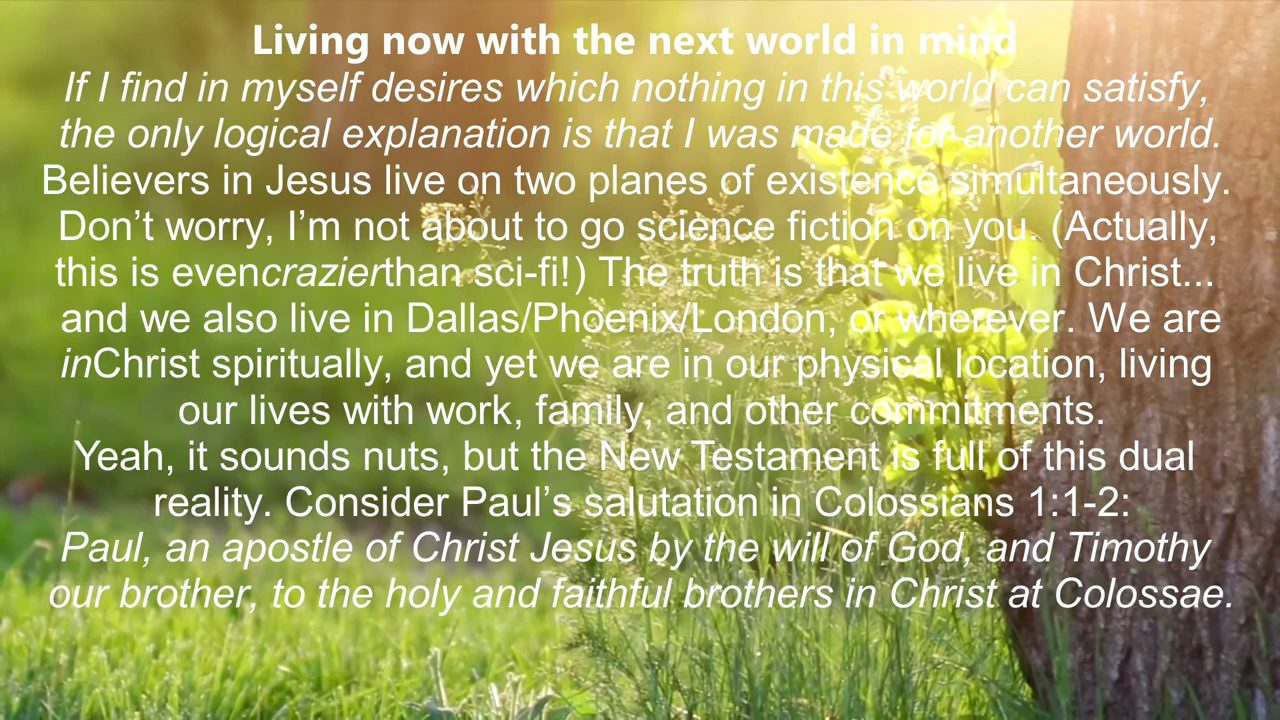 Living now with the next world in mind
If I find in myself desires which nothing in this world can satisfy,
the only logical explanation is that I was made for another world.
Believers in Jesus live on two planes of existence simultaneously.
Don’t worry, I’m not about to go science fiction on you. (Actually,
this is evencrazierthan sci-fi!) The truth is that we live in Christ...
and we also live in Dallas/Phoenix/London, or wherever. We are
inChrist spiritually, and yet we are in our physical location, living
our lives with work, family, and other commitments.
Yeah, it sounds nuts, but the New Testament is full of this dual
reality. Consider Paul’s salutation in Colossians 1:1-2:
Paul, an apostle of Christ Jesus by the will of God, and Timothy
our brother, to the holy and faithful brothers in Christ at Colossae.